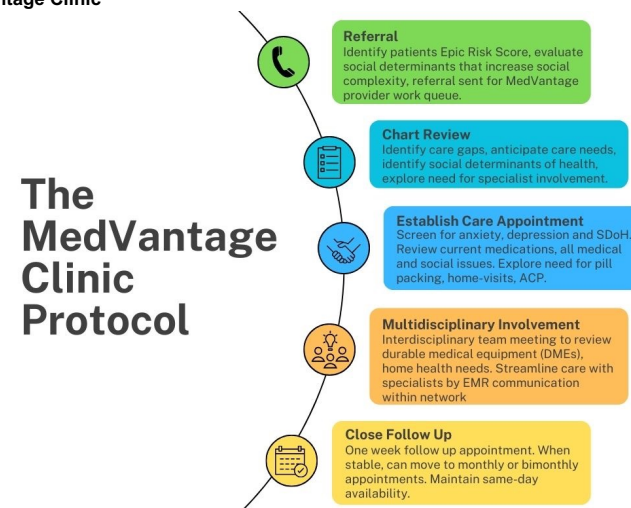 Clinic
The
MedVantage
Clinic
Protocol
Referral
Identify patients Epic Risk Score, evaluate
social determinants that increase social
complexity, referral sent for MedVantage
provider work queue.
Chart Review
Identify care gaps, anticipate care needs,
identify social determinants of health,
explore need for specialist involvement.
Establish Care Appointment
Screen for anxiety, depression and SDoH.
Review current medications, all medical
and social issues. Explore need for pill
packing, home-visits, ACP.
Multidisciplinary Involvement
Interdisciplinary team meeting to review
durable medical equipment (DMEs),
home health needs. Streamline care with
specialists by EMR communication
within network
Close Follow Up
One week follow up appointment. When
stable, can move to monthly or bimonthly
appointments. Maintain same-day
availability.